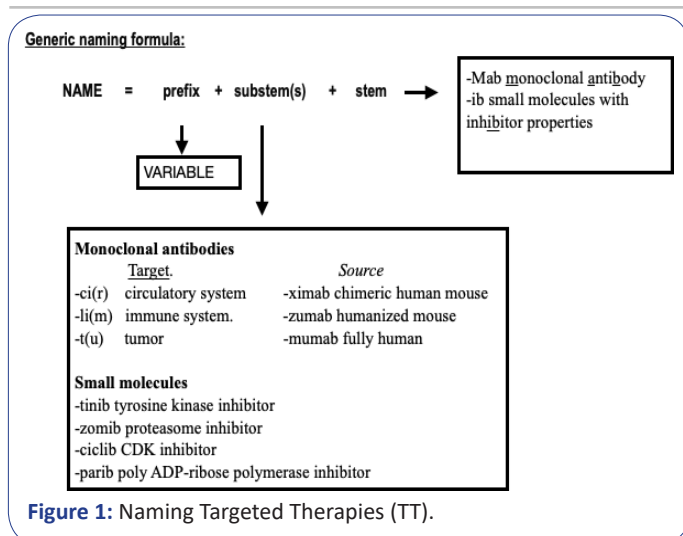 Generic naming formula:
NAME = prefix + substem(s) + stem
-Mab monoclonal antibody
-ib small molecules with
inhibitor properties
VARIABLE
Monoclonal antibodies
Target. Source
-ci(r) circulatory system -ximab chimeric human mouse
-li(m) immune system. -zumab humanized mouse
-t(u) tumor -mumab fully human
Small molecules
-tinib tyrosine kinase inhibitor
-zomib proteasome inhibitor
-ciclib CDK inhibitor
-parib poly ADP-ribose polymerase inhibitor
Figure 1: Naming Targeted Therapies (TT).